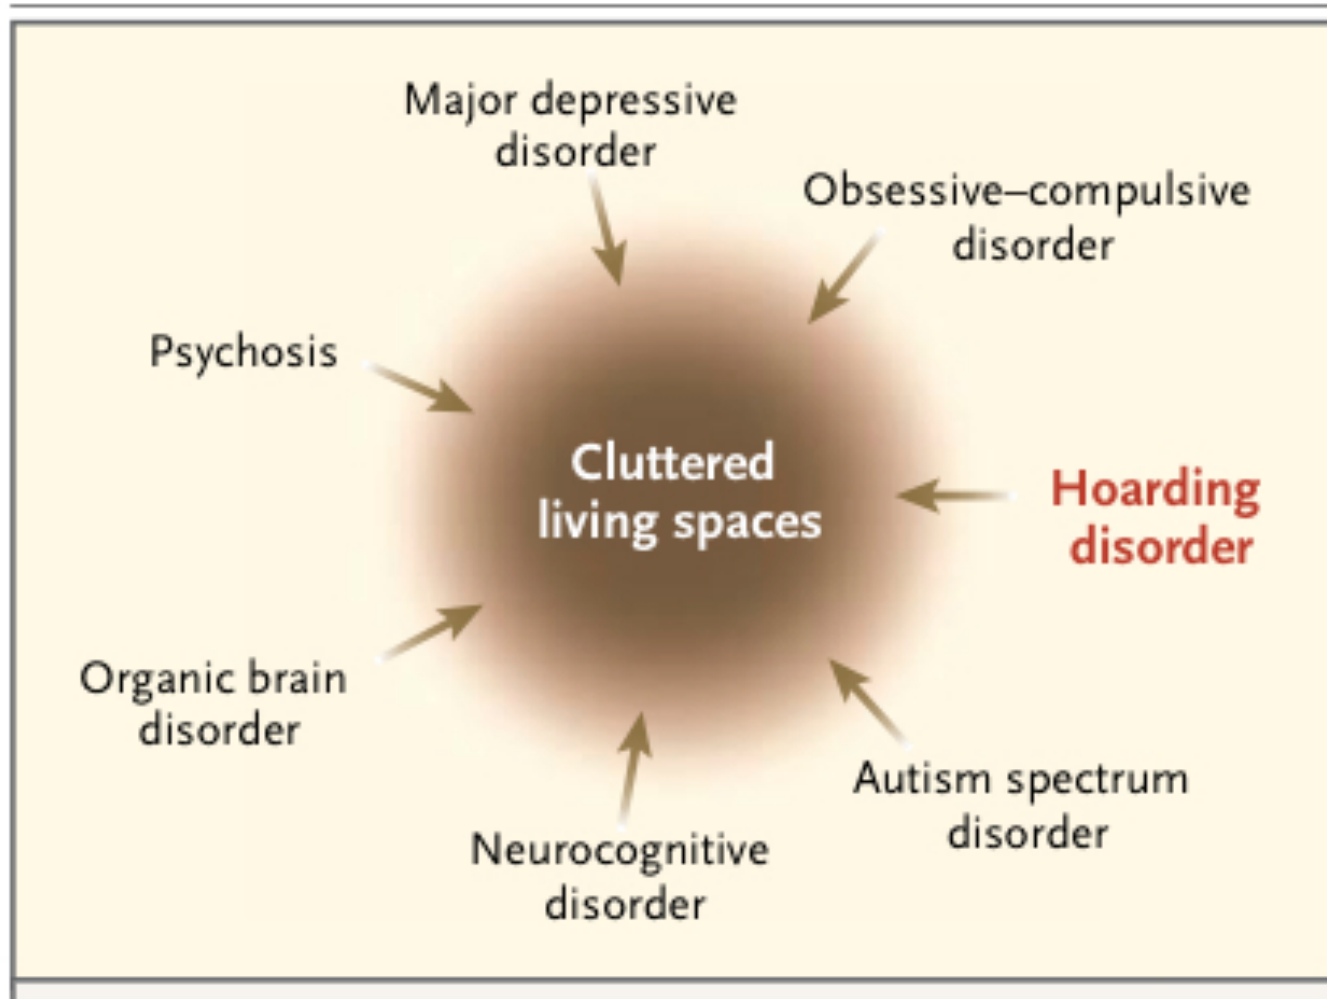 Major depressive
disorder
Obsessive–compulsive
disorder
Psychosis
Cluttered
living spaces
Hoarding
disorder
Organic brain
disorder
Autism spectrum
disorder
Neurocognitive
disorder